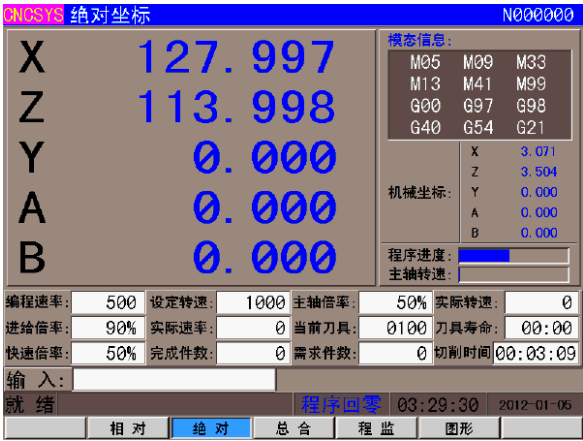 CNCSYS 绝对坐标 N000000
X 127.997
Z 113.998
Y 0.000
A 0.000
B 0.000
模态信息:
M05 M09 M33
M13 M41 M99
G00 G97 G98
G40 G54 G21
机械坐标:
X 3.071
Z 3.504
Y 0.000
A 0.000
B 0.000
程序进度:
主轴转速:
编程速率: 500 设定转速: 1000 主轴倍率: 50% 实际转速: 0
进给倍率: 90% 实际速率: 0 当前刀具: 0100 刀具寿命: 00:00
快速倍率: 50% 完成件数: 0 需求件数: 0 切削时间 00:03:09
输 入:
就 绪 程序回零 03:29:30 2012-01-05
相 对 绝 对 总 合 程 监 图形